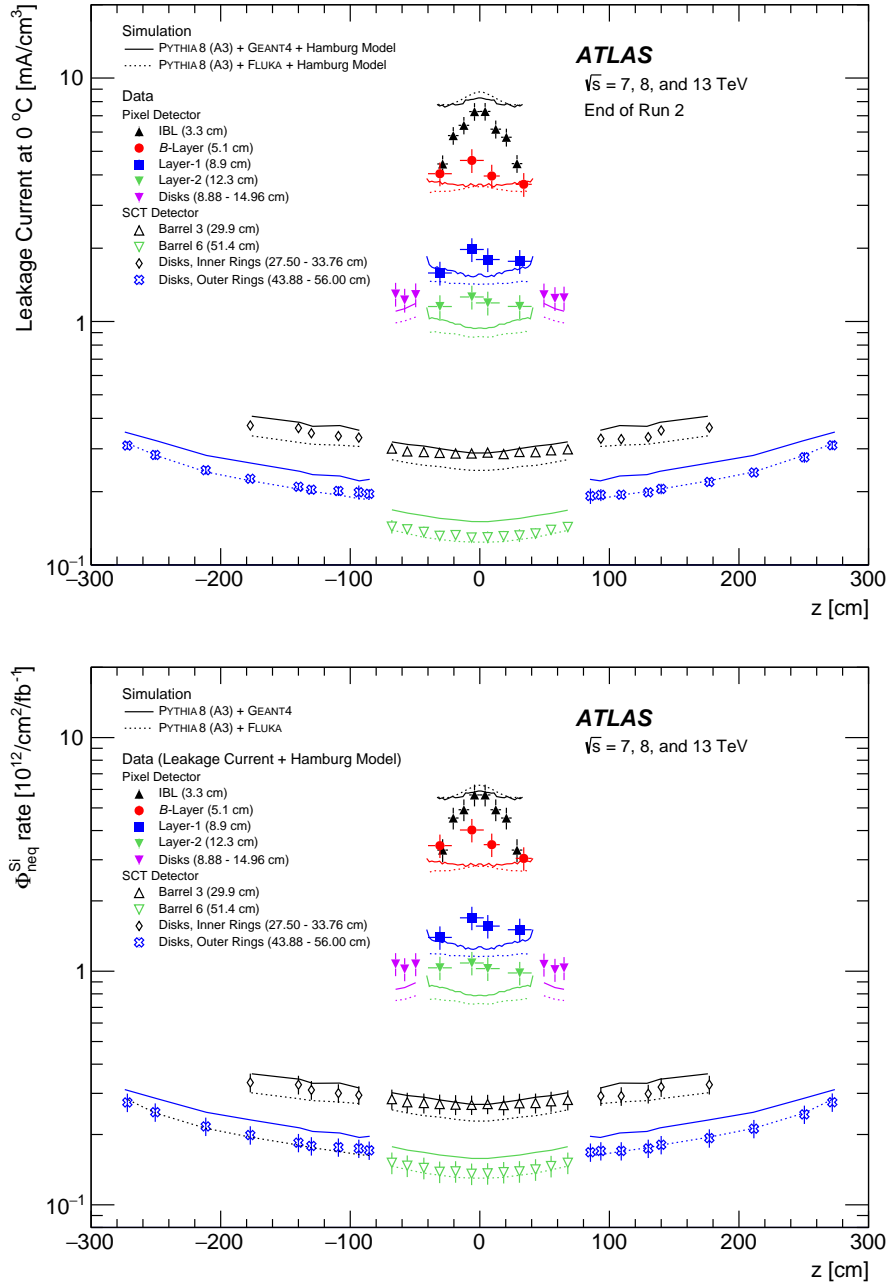 Leakage Current at 0 °C [mA/cm³]
Simulation
PYTHIA 8 (A3) + GEANT4 + Hamburg Model
PYTHIA 8 (A3) + FLUKA + Hamburg Model
Data
Pixel Detector
IBL (3.3 cm)
B-Layer (5.1 cm)
Layer-1 (8.9 cm)
Layer-2 (12.3 cm)
Disks (8.88 - 14.96 cm)
SCT Detector
Barrel 3 (29.9 cm)
Barrel 6 (51.4 cm)
Disks, Inner Rings (27.50 - 33.76 cm)
Disks, Outer Rings (43.88 - 56.00 cm)
ATLAS
√s = 7, 8, and 13 TeV
End of Run 2
10
1
10⁻¹
−300 −200 −100 0 100 200 300
z [cm]
Φ_neq^Si rate [10¹²/cm²/fb⁻¹]
Simulation
PYTHIA 8 (A3) + GEANT4
PYTHIA 8 (A3) + FLUKA
Data (Leakage Current + Hamburg Model)
Pixel Detector
IBL (3.3 cm)
B-Layer (5.1 cm)
Layer-1 (8.9 cm)
Layer-2 (12.3 cm)
Disks (8.88 - 14.96 cm)
SCT Detector
Barrel 3 (29.9 cm)
Barrel 6 (51.4 cm)
Disks, Inner Rings (27.50 - 33.76 cm)
Disks, Outer Rings (43.88 - 56.00 cm)
ATLAS
√s = 7, 8, and 13 TeV
10
1
10⁻¹
−300 −200 −100 0 100 200 300
z [cm]